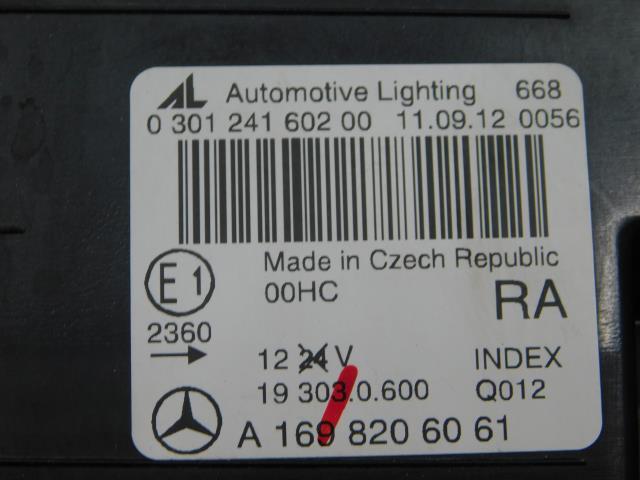 AL Automotive Lighting 668
0 301 241 602 00 11.09.12 0056
Made in Czech Republic
E1 00HC RA
2360
12 24 V INDEX
19 303.0.600 Q012
A 169 820 60 61